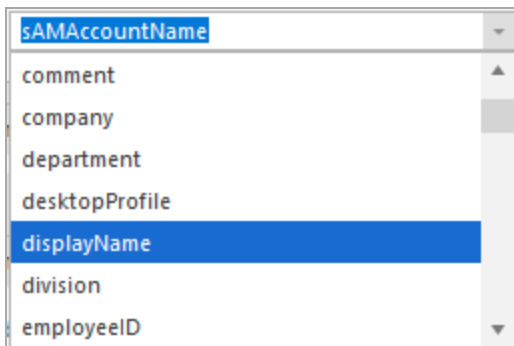 sAMAccountName
comment
company
department
desktopProfile
displayName
division
employeeID